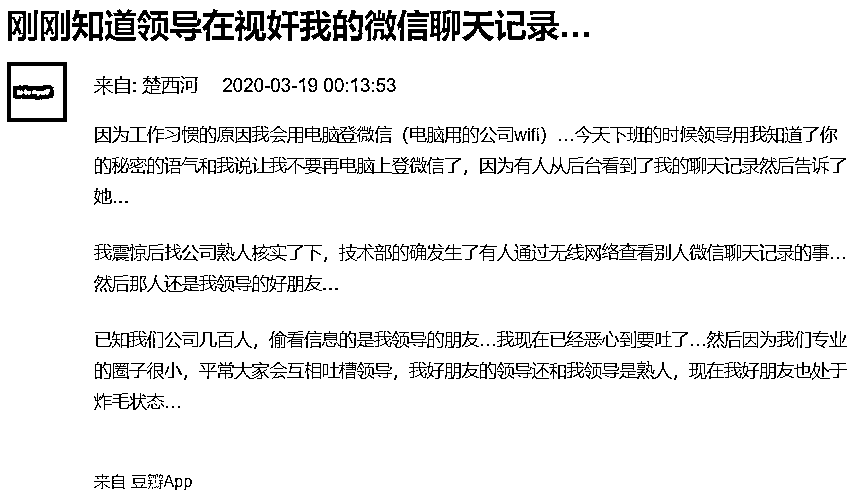 刚刚知道领导在视奸我的微信聊天记录...
来自: 楚西河 2020-03-19 00:13:53
因为工作习惯的原因我会用电脑登微信（电脑用的公司wifi）...今天下班的时候领导用我知道了你
的秘密的语气和我说让我不要再电脑上登微信了，因为有人从后台看到了我的聊天记录然后告诉了
她...
我震惊后找公司熟人核实了下，技术部的确发生了有人通过无线网络查看别人微信聊天记录的事...
然后那人还是我领导的好朋友...
已知我们公司几百人，偷看信息的是我领导的朋友...我现在已经恶心到要吐了...然后因为我们专业
的圈子很小，平常大家会互相吐槽领导，我好朋友的领导还和我领导是熟人，现在我好朋友也处于
炸毛状态...
来自 豆瓣App